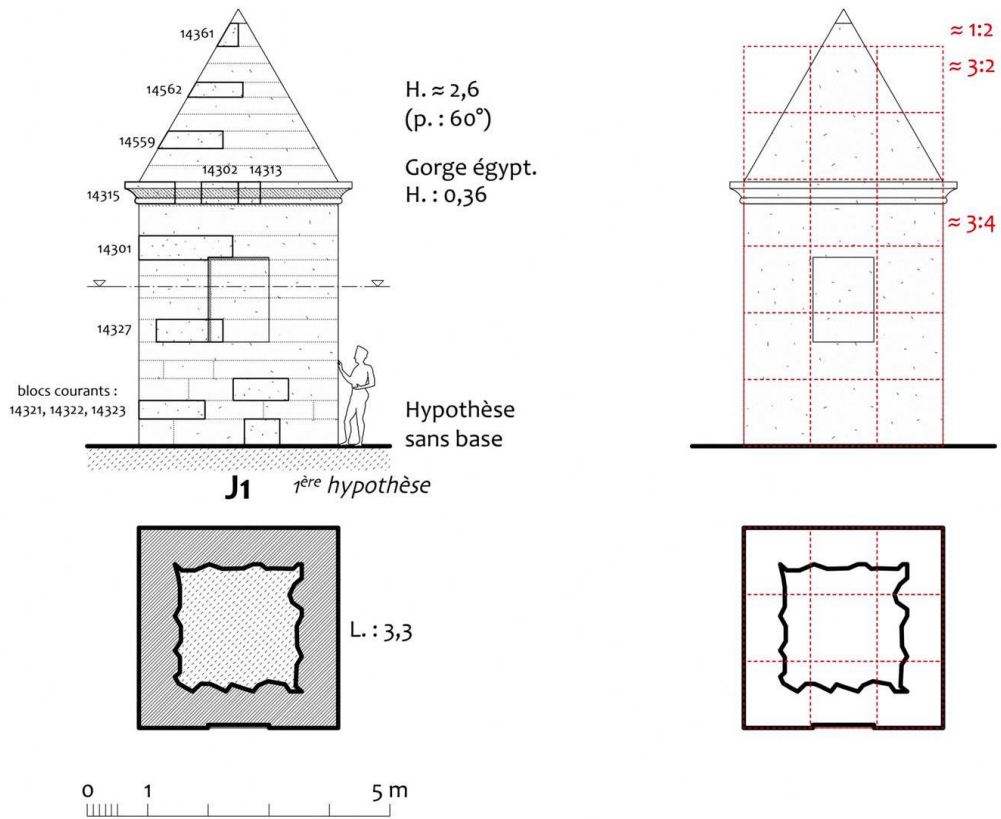 14361
≈ 1:2
≈ 3:2
14562
H. ≈ 2,6
(p. : 60°)
14559
14302 14313
Gorge égypt.
H. : 0,36
14315
≈ 3:4
14301
14327
blocs courants :
14321, 14322, 14323
Hypothèse
sans base
J1 1ère hypothèse
L. : 3,3
0 1 5 m